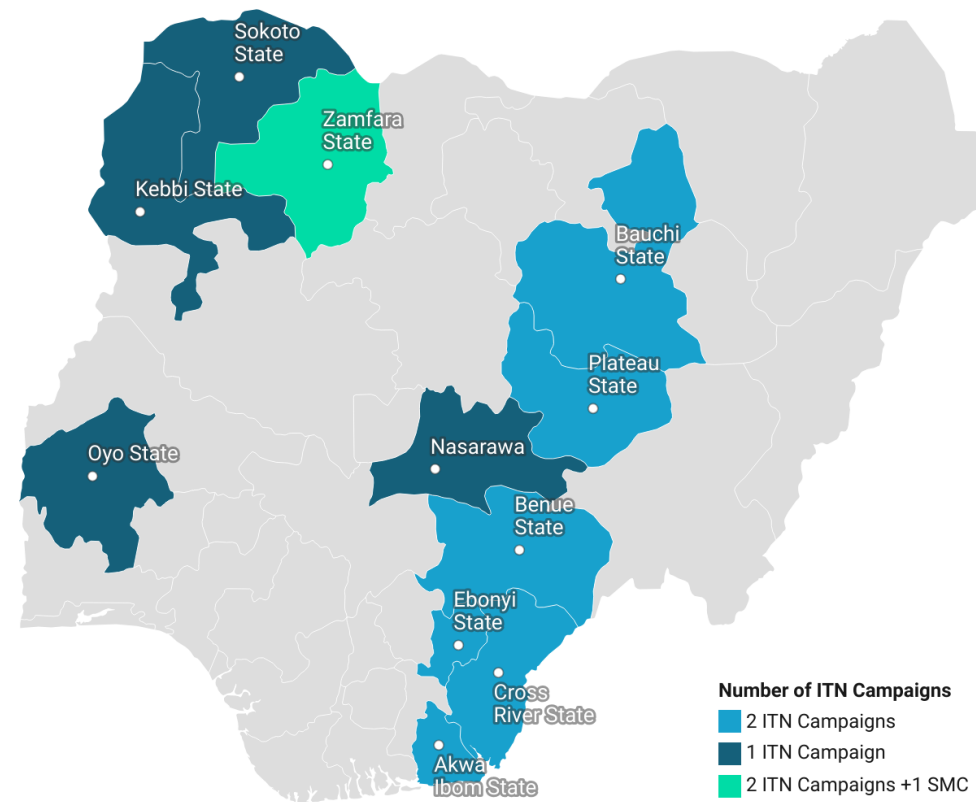 Sokoto
State
Zamfara
State
Kebbi State
Bauchi
State
Plateau
State
Oyo State
Nasarawa
Benue
State
Ebonyi
State
Cross
River State
Akwa
Ibom State
Number of ITN Campaigns
2 ITN Campaigns
1 ITN Campaign
2 ITN Campaigns +1 SMC